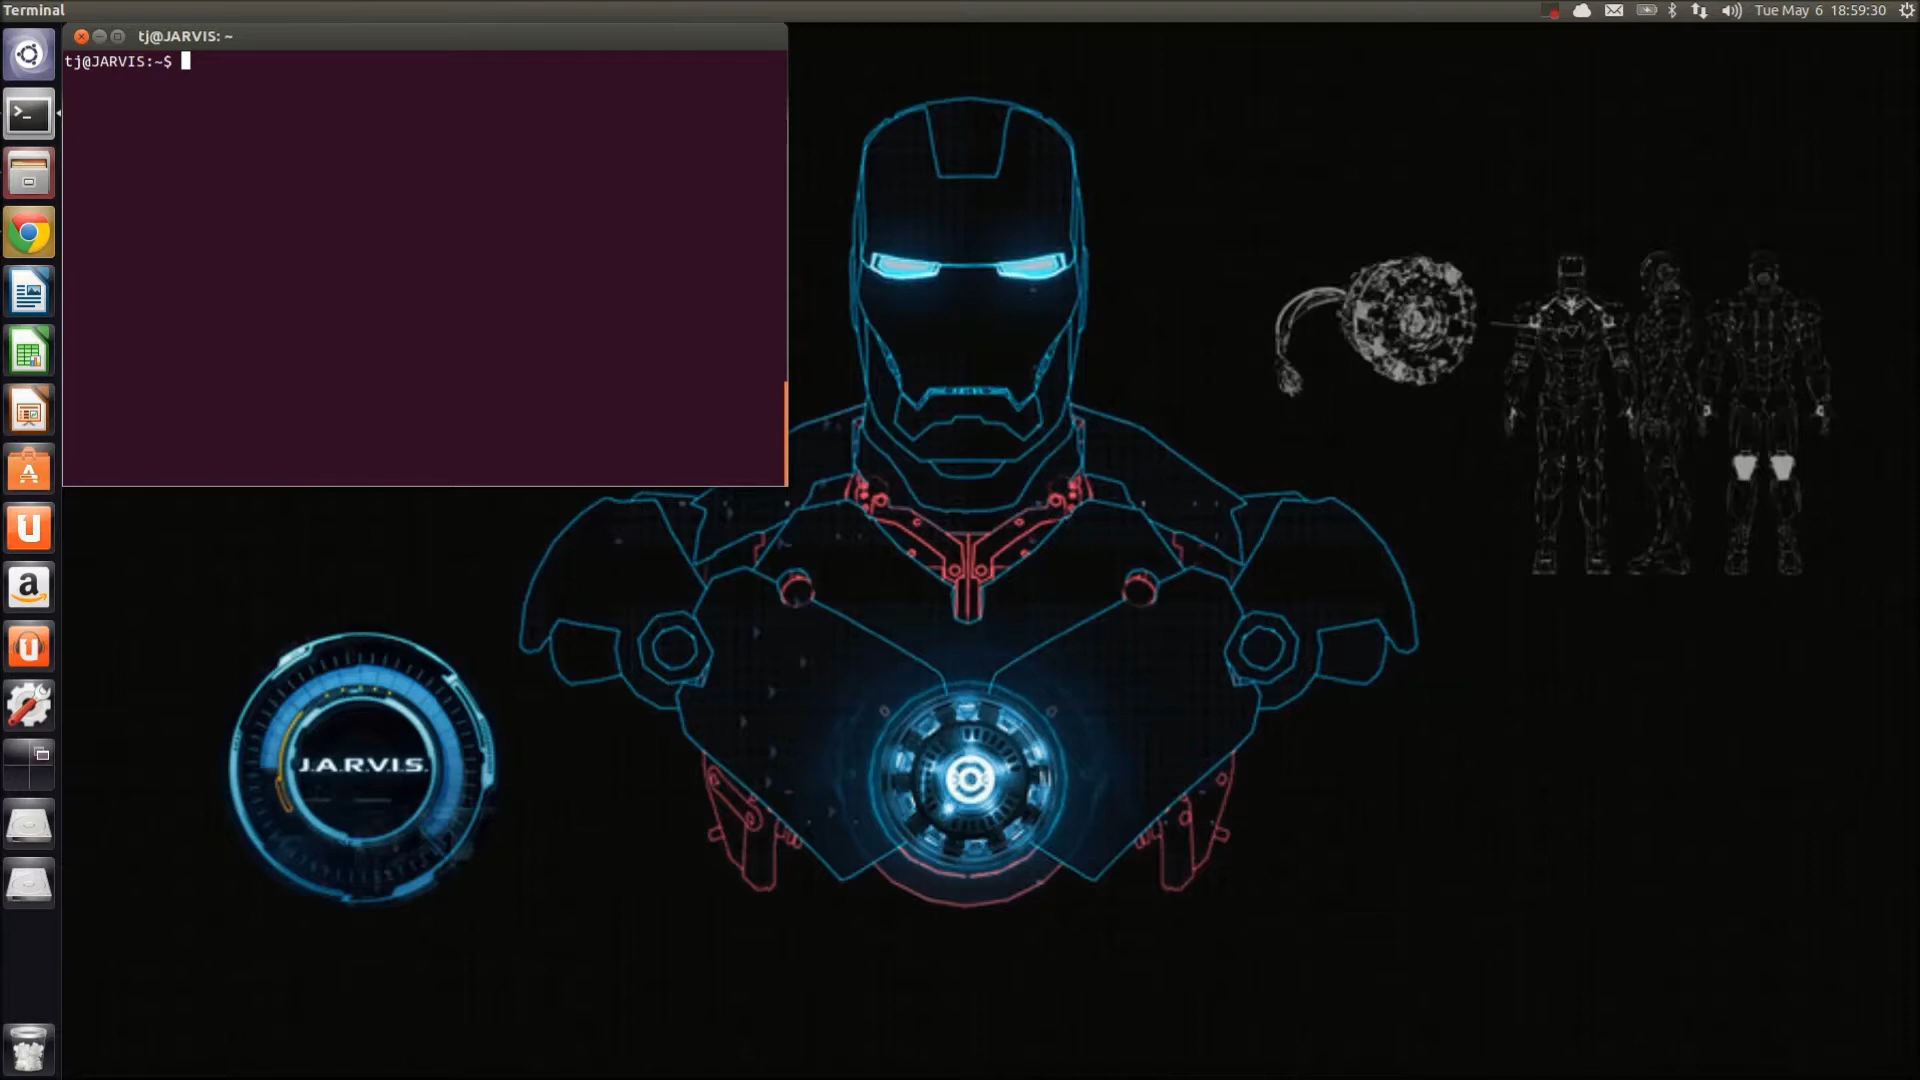 Terminal
Tue May 6 18:59:30
tj@JARVIS: ~
tj@JARVIS:~$
J.A.R.V.I.S.